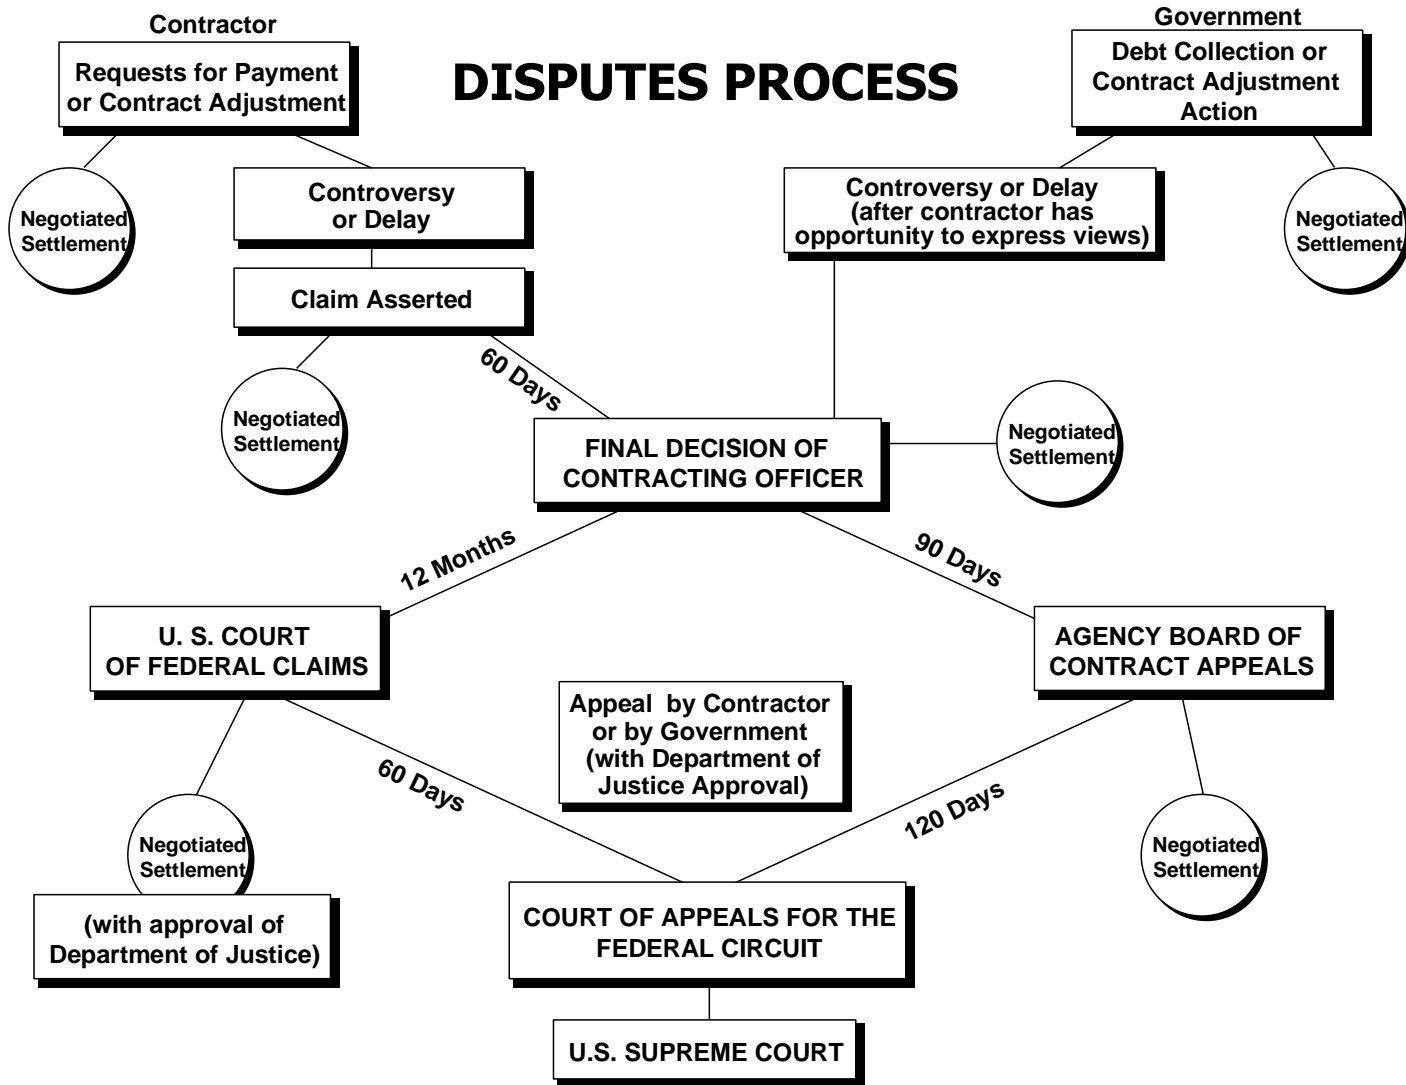 Contractor
Government
DISPUTES PROCESS
Requests for Payment
or Contract Adjustment
Debt Collection or
Contract Adjustment
Action
Negotiated
Settlement
Controversy
or Delay
Controversy or Delay
(after contractor has
opportunity to express views)
Negotiated
Settlement
Claim Asserted
60 Days
Negotiated
Settlement
FINAL DECISION OF
CONTRACTING OFFICER
Negotiated
Settlement
12 Months
90 Days
U. S. COURT
OF FEDERAL CLAIMS
AGENCY BOARD OF
CONTRACT APPEALS
Appeal by Contractor
or by Government
(with Department of
Justice Approval)
60 Days
120 Days
Negotiated
Settlement
(with approval of
Department of Justice)
Negotiated
Settlement
COURT OF APPEALS FOR THE
FEDERAL CIRCUIT
U.S. SUPREME COURT